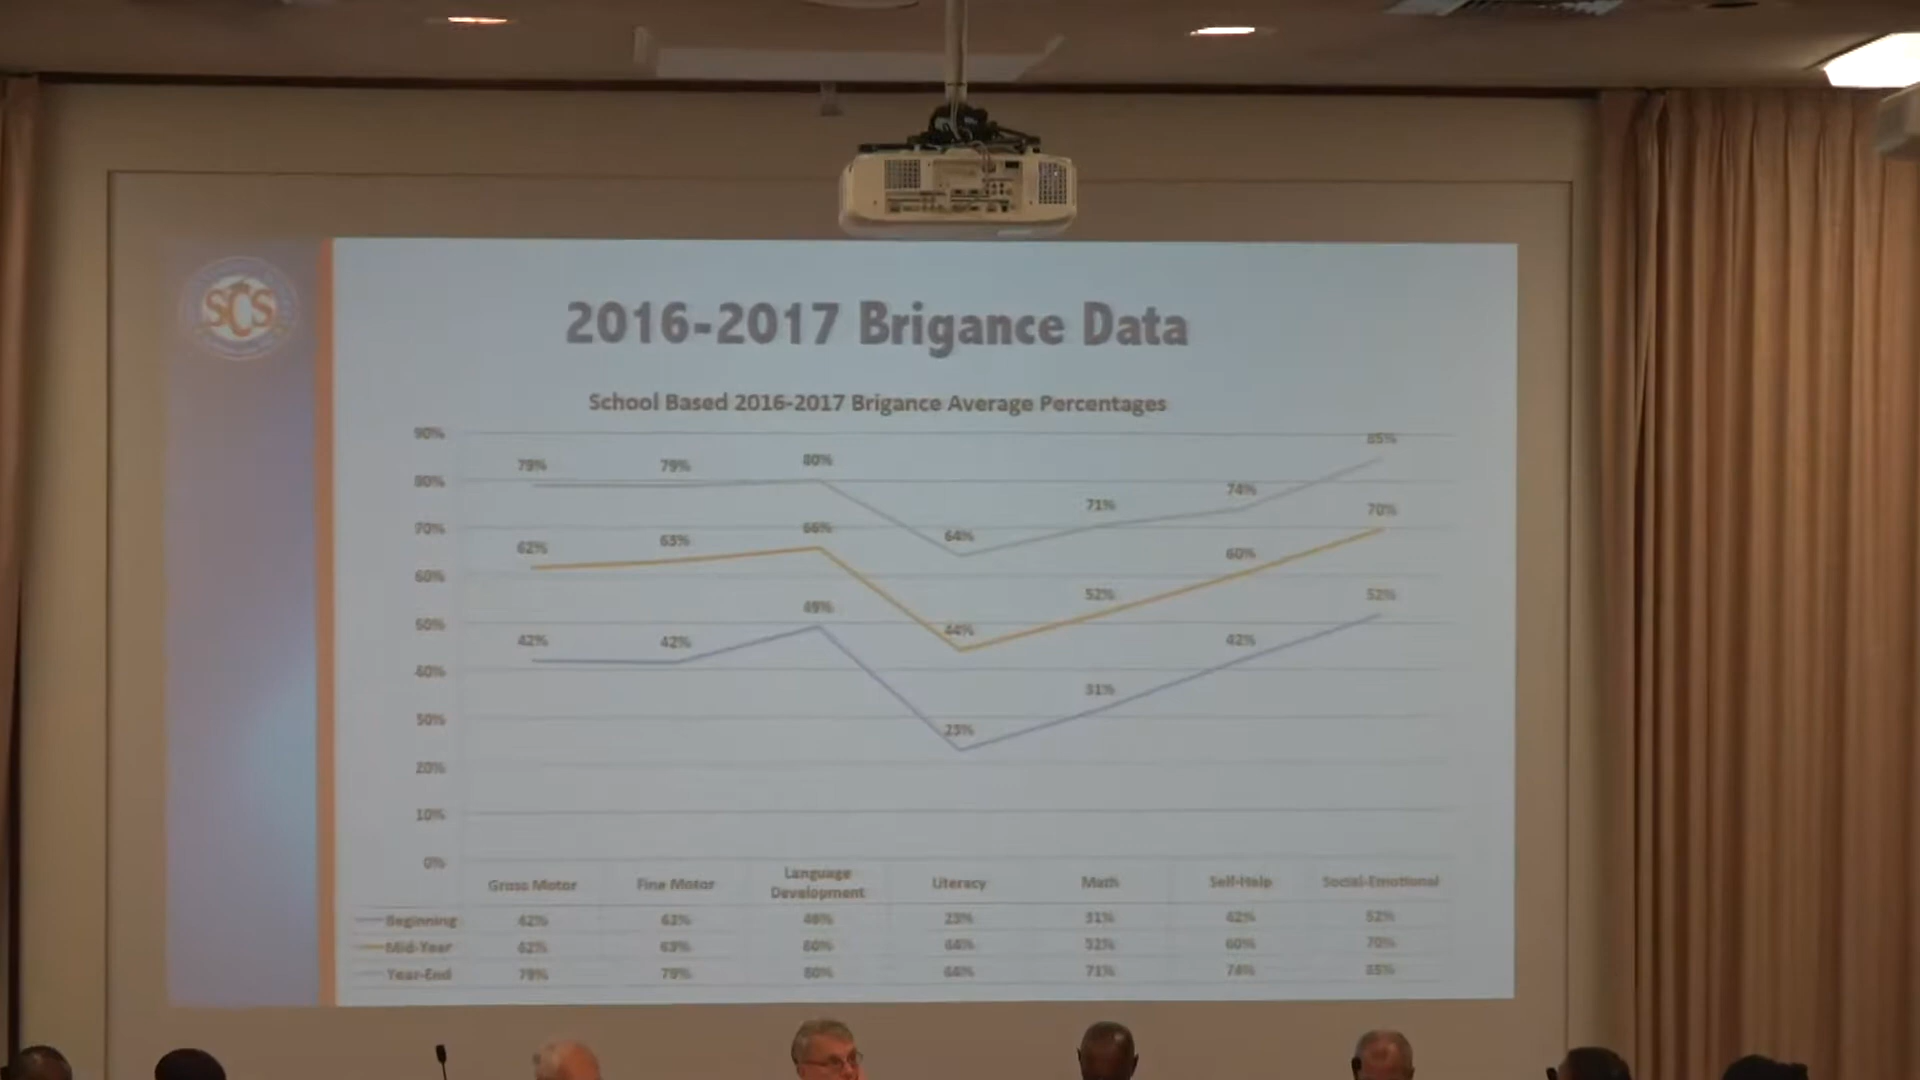 SCS
2016-2017 Brigance Data
School Based 2016-2017 Brigance Average Percentages
90%
80%
70%
60%
50%
40%
30%
20%
10%
0%
79% 79% 80% 64% 71% 74% 85%
62% 63% 66% 44% 52% 60% 70%
42% 42% 49% 23% 31% 42% 52%
Gross Motor Fine Motor Language Development Literacy Math Self-Help Social-Emotional
Beginning 42% 23% 31% 42% 52%
Mid-Year 62% 63% 44% 52% 60% 70%
Year-End 79% 79% 80% 71% 74% 85%